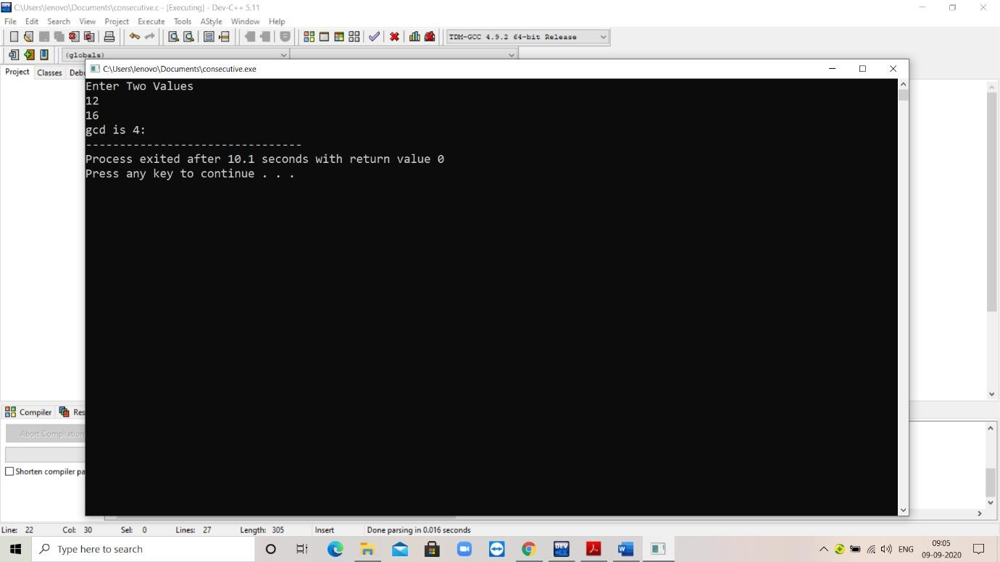 C:\Users\lenovo\Documents\consecutive.c - [Executing] - Dev-C++ 5.11
File Edit Search View Project Execute Tools AStyle Window Help
TDM-GCC 4.9.2 64-bit Release
(globals)
Project Classes Debu
C:\Users\lenovo\Documents\consecutive.exe
Enter Two Values
12
16
gcd is 4:
--------------------------------
Process exited after 10.1 seconds with return value 0
Press any key to continue . . .
Compiler Res
Abort Compilation
Shorten compiler pa
Line: 22 Col: 30 Sel: 0 Lines: 27 Length: 305 Insert Done parsing in 0.016 seconds
Type here to search
DEV
ENG
09:05
09-09-2020